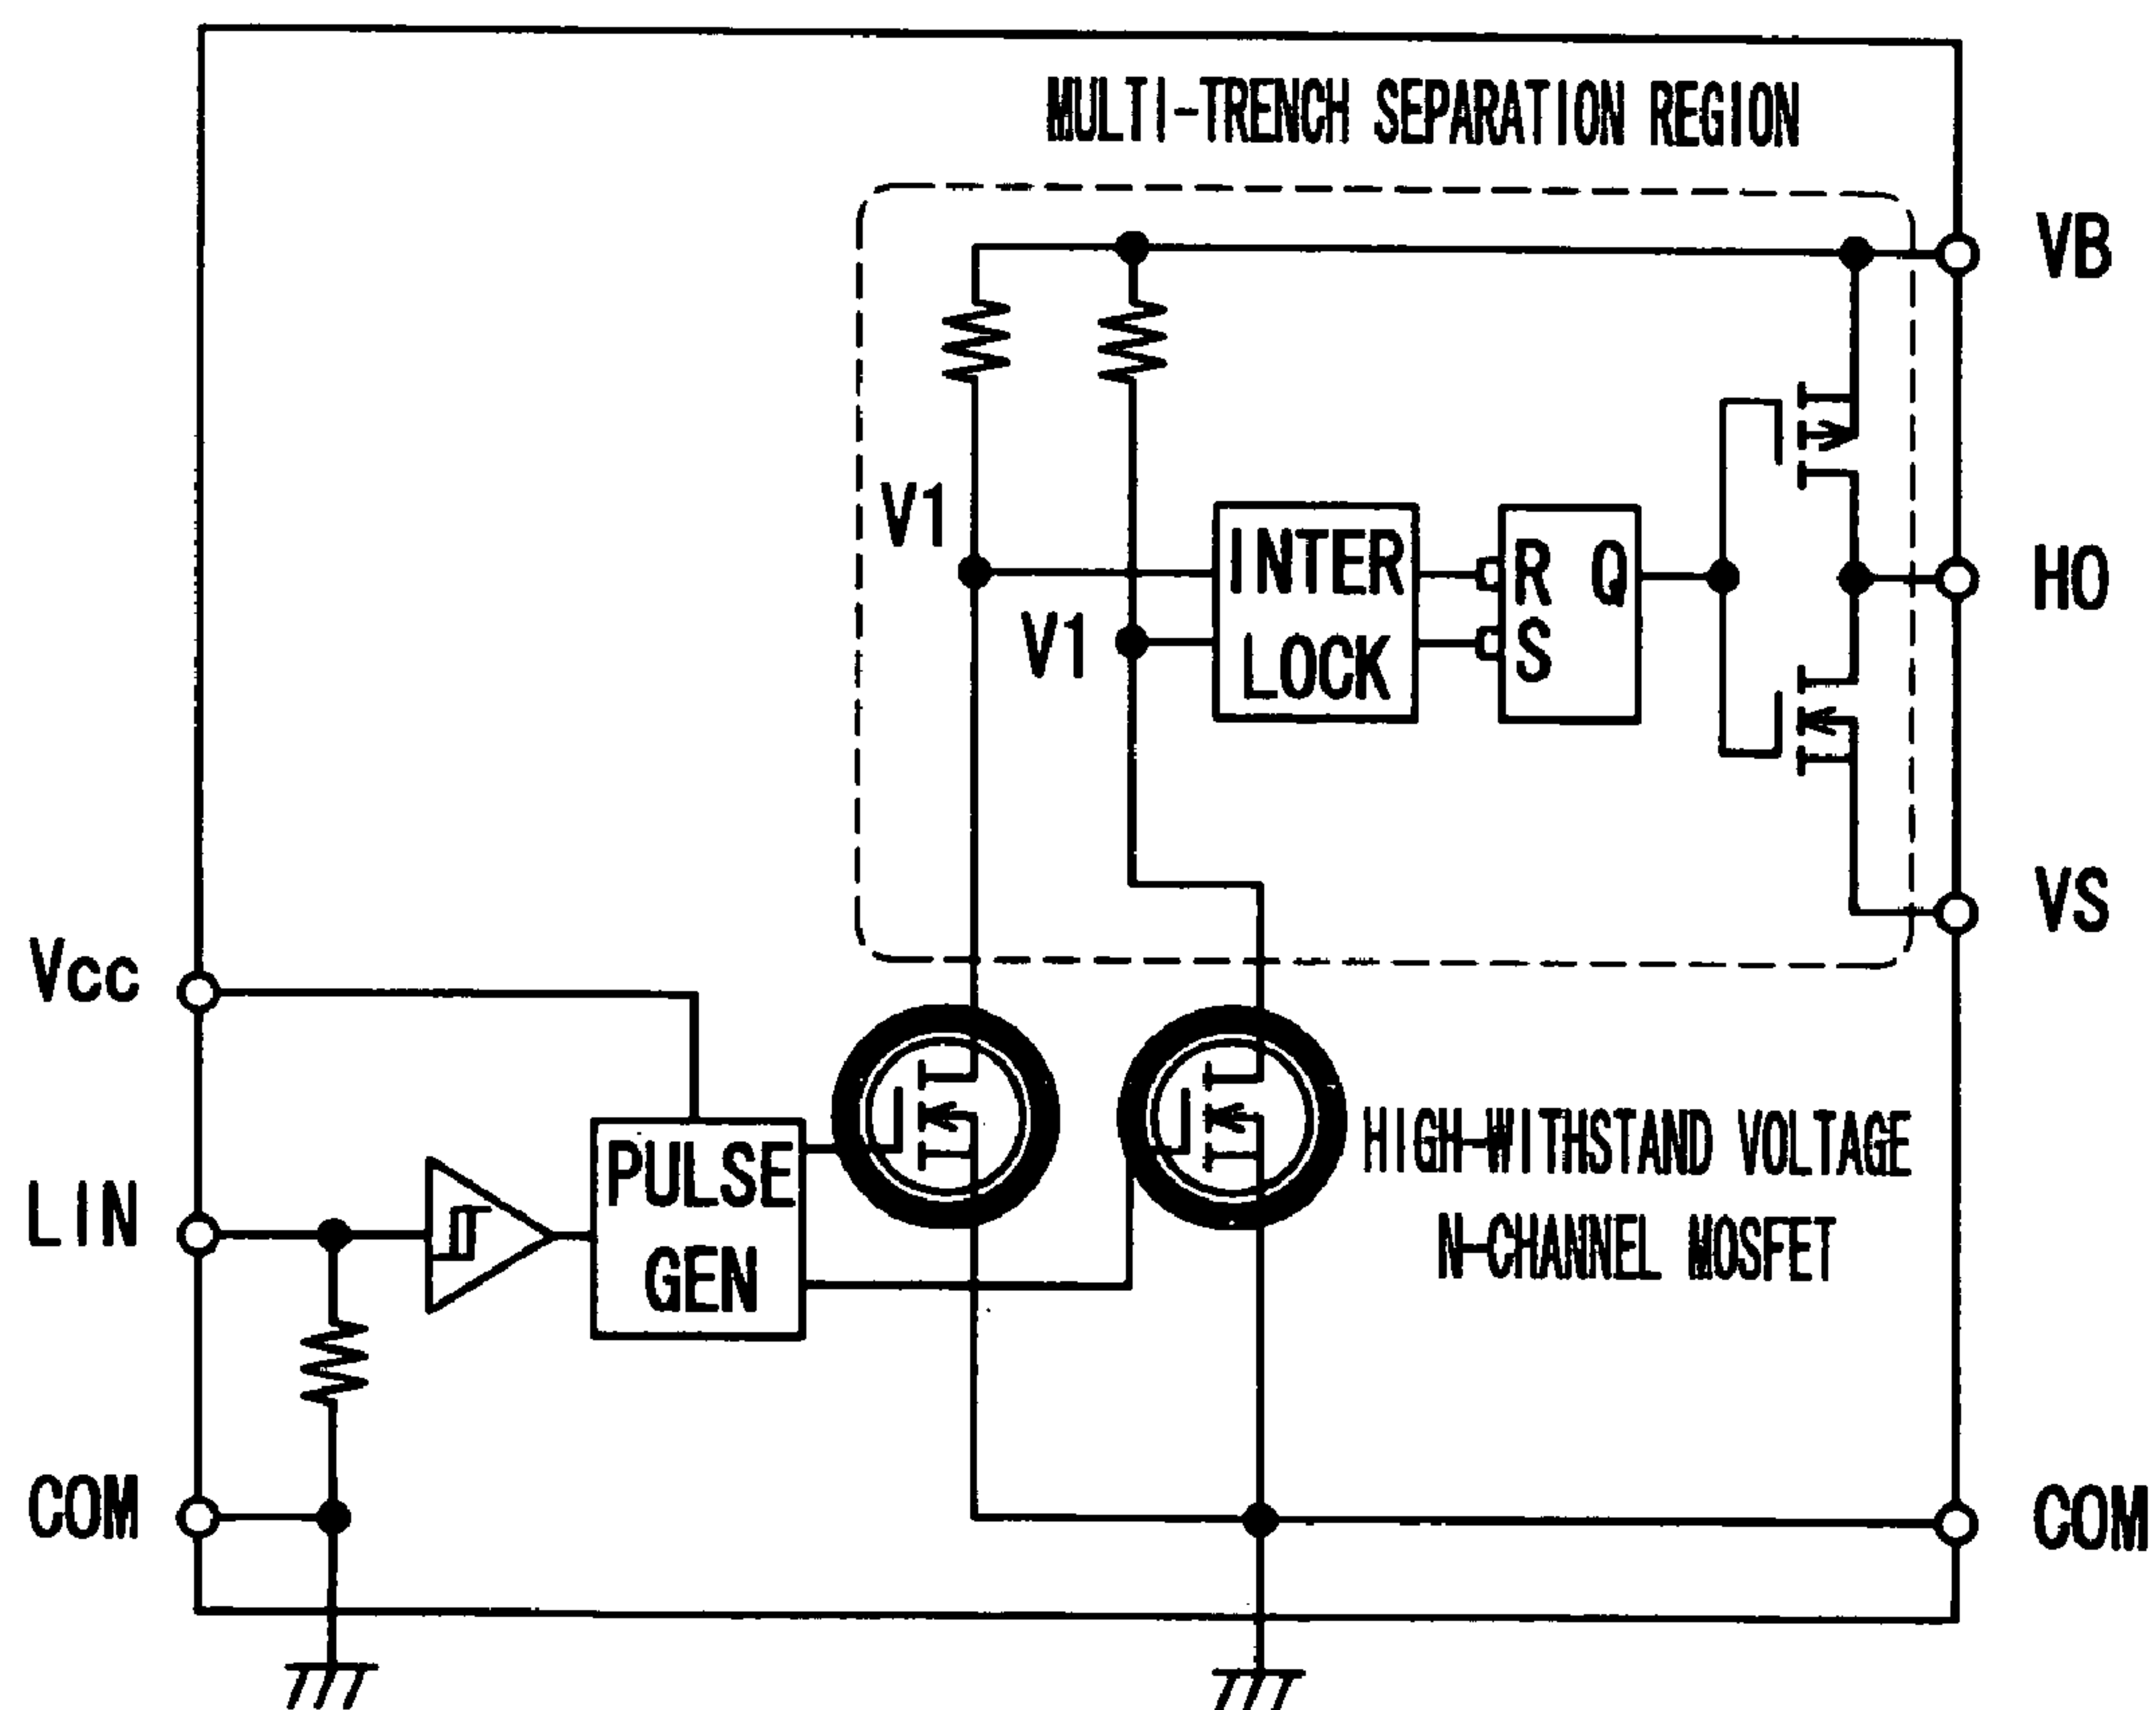 MULTI-TRENCH SEPARATION REGION
VB
V1
INTER
LOCK
R Q
S
HO
V1
VS
Vcc
PULSE
GEN
HIGH-WITHSTAND VOLTAGE
N-CHANNEL MOSFET
LIN
COM
COM